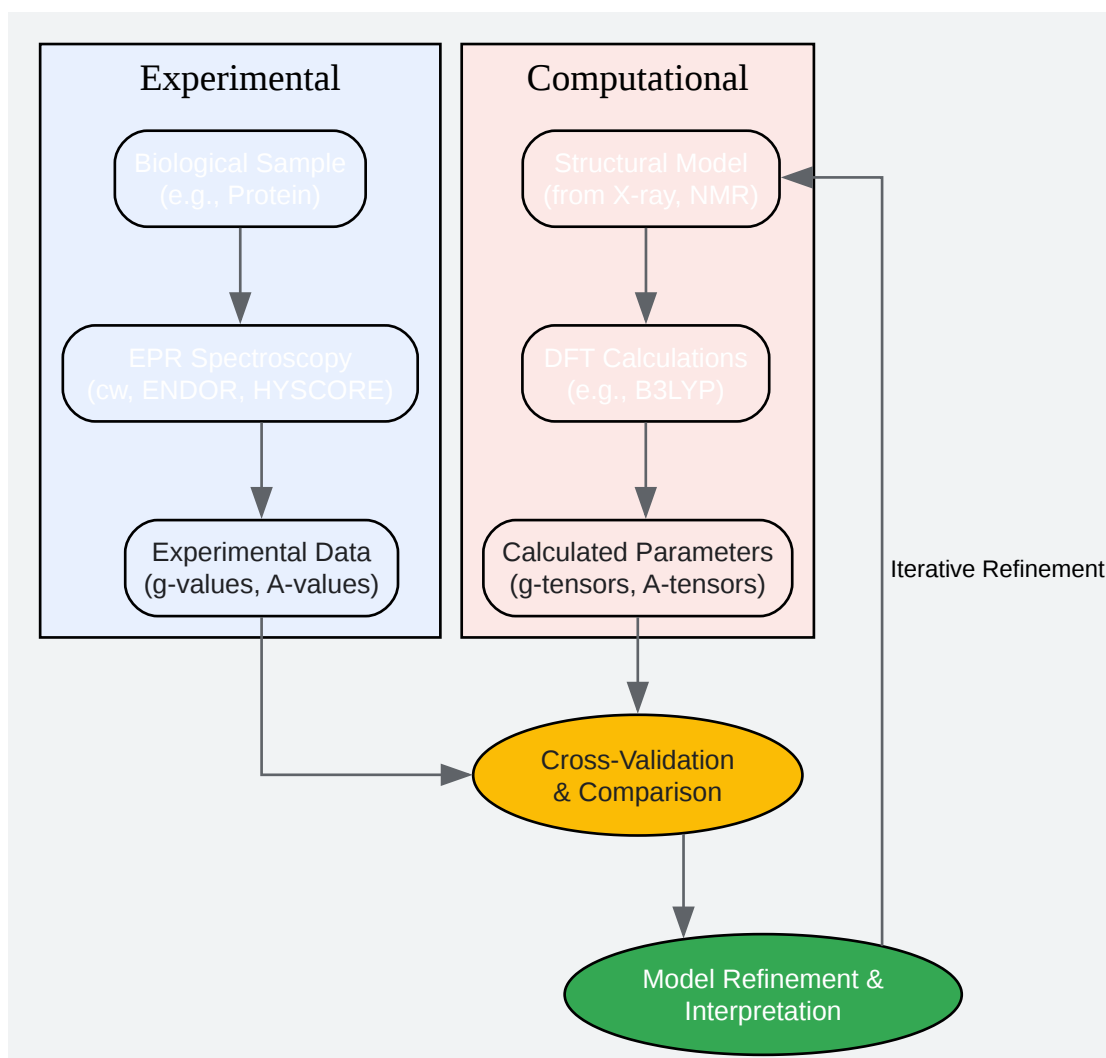 Experimental
Biological Sample
(e.g., Protein)
EPR Spectroscopy
(cw, ENDOR, HYSCORE)
Experimental Data
(g-values, A-values)
Computational
Structural Model
(from X-ray, NMR)
DFT Calculations
(e.g., B3LYP)
Calculated Parameters
(g-tensors, A-tensors)
Iterative Refinement
Cross-Validation
& Comparison
Model Refinement &
Interpretation